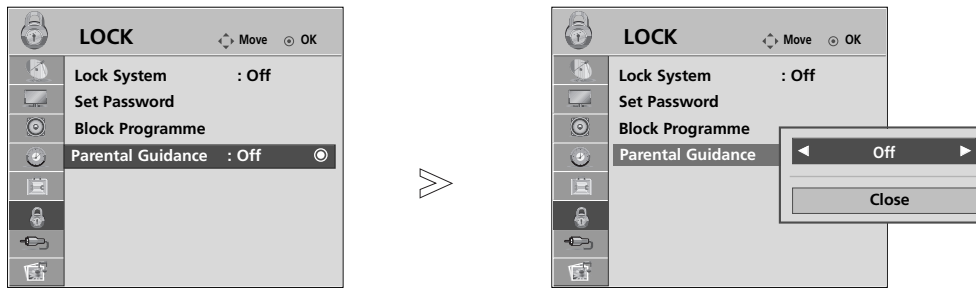 LOCK
Move
OK
Lock System : Off
Set Password
Block Programme
Parental Guidance : Off
LOCK
Move
OK
Lock System : Off
Set Password
Block Programme
Parental Guidance
Off
Close